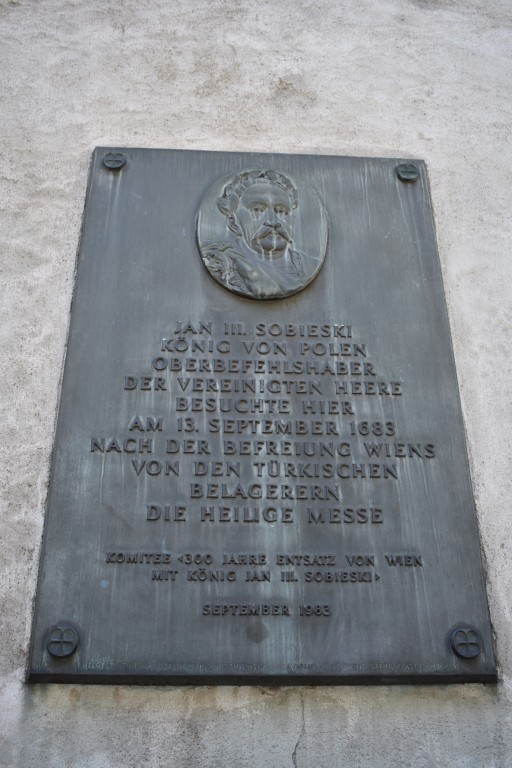 JAN III. SOBIESKI
KÖNIG VON POLEN
OBERBEFEHLSHABER
DER VEREINIGTEN HEERE
BESUCHTE HIER
AM 13. SEPTEMBER 1683
NACH DER BEFREIUNG WIENS
VON DEN TÜRKISCHEN
BELAGERERN
DIE HEILIGE MESSE
KOMITEE <300 JAHRE ENTSATZ VON WIEN
MIT KÖNIG JAN III. SOBIESKI>
SEPTEMBER 1983